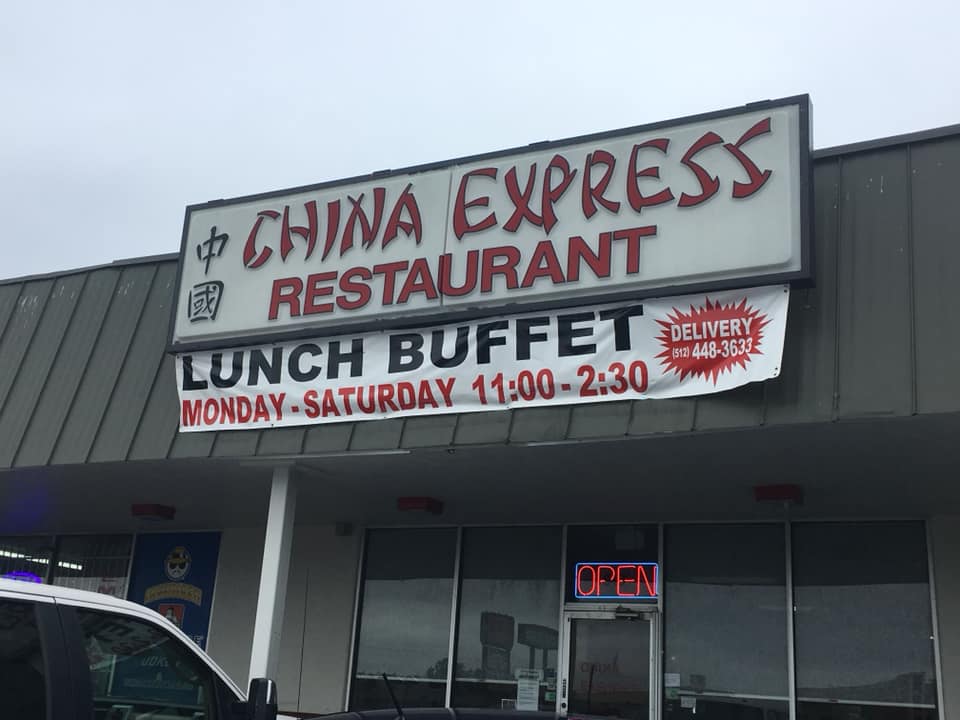 中國
CHINA EXPRESS
RESTAURANT
LUNCH BUFFET
MONDAY - SATURDAY 11:00 - 2:30
DELIVERY
(512) 448-3633
OPEN